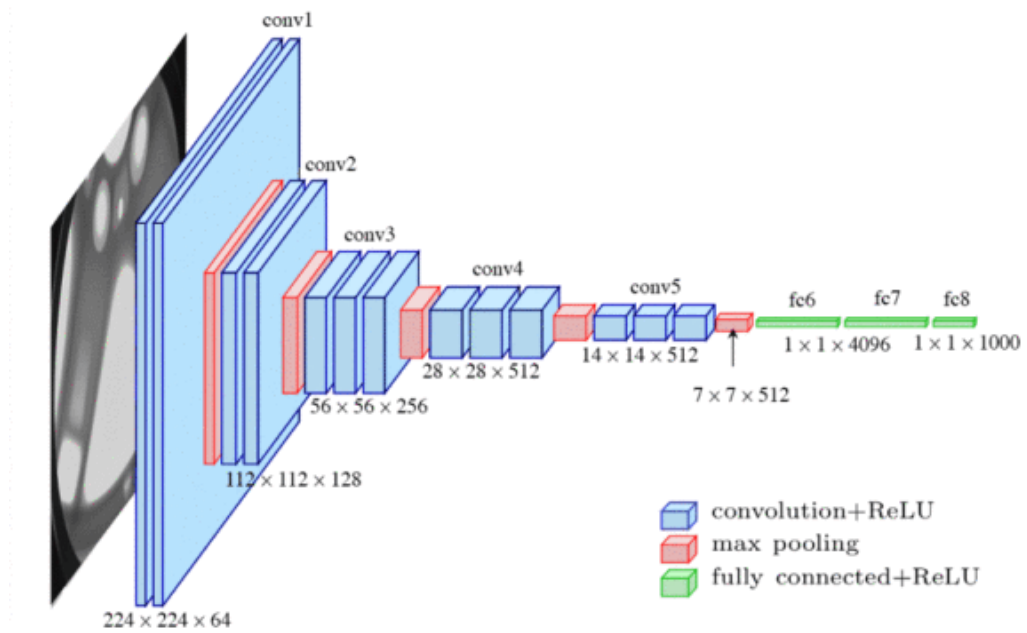 conv1
conv2
conv3
conv4
conv5
fc6
fc7
fc8
1 × 1 × 4096
1 × 1 × 1000
14 × 14 × 512
28 × 28 × 512
7 × 7 × 512
56 × 56 × 256
112 × 112 × 128
224 × 224 × 64
convolution+ReLU
max pooling
fully connected+ReLU